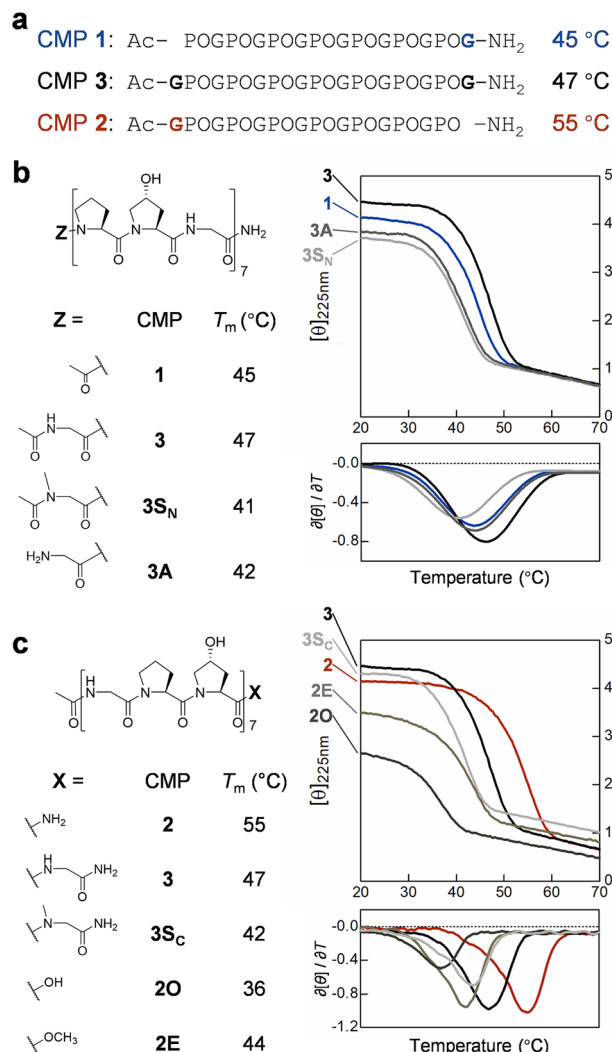 a
CMP 1: Ac– POGPOGPOGPOGPOGPOGPOG–NH2 45 °C
CMP 3: Ac–GPOGPOGPOGPOGPOGPOGPOG–NH2 47 °C
CMP 2: Ac–GPOGPOGPOGPOGPOGPOGPO –NH2 55 °C
b
OH
H
Z N N N NH2
O O O 7
Z = CMP Tm (°C)
O 1 45
H N O O 3 47
N O O 3SN 41
H2N O 3A 42
3
1
3A
3SN
[θ]225nm
5
4
3
2
1
0
20 30 40 50 60 70
-0.0
-0.4
-0.8
∂[θ] / ∂T
Temperature (°C)
c
OH
H
N N N X
O O O O 7
X = CMP Tm (°C)
NH2 2 55
H N NH2 O 3 47
N NH2 O 3SC 42
OH 2O 36
OCH3 2E 44
3
3SC
2
2E
2O
[θ]225nm
5
4
3
2
1
0
20 30 40 50 60 70
-0.0
-0.4
-0.8
-1.2
∂[θ] / ∂T
Temperature (°C)